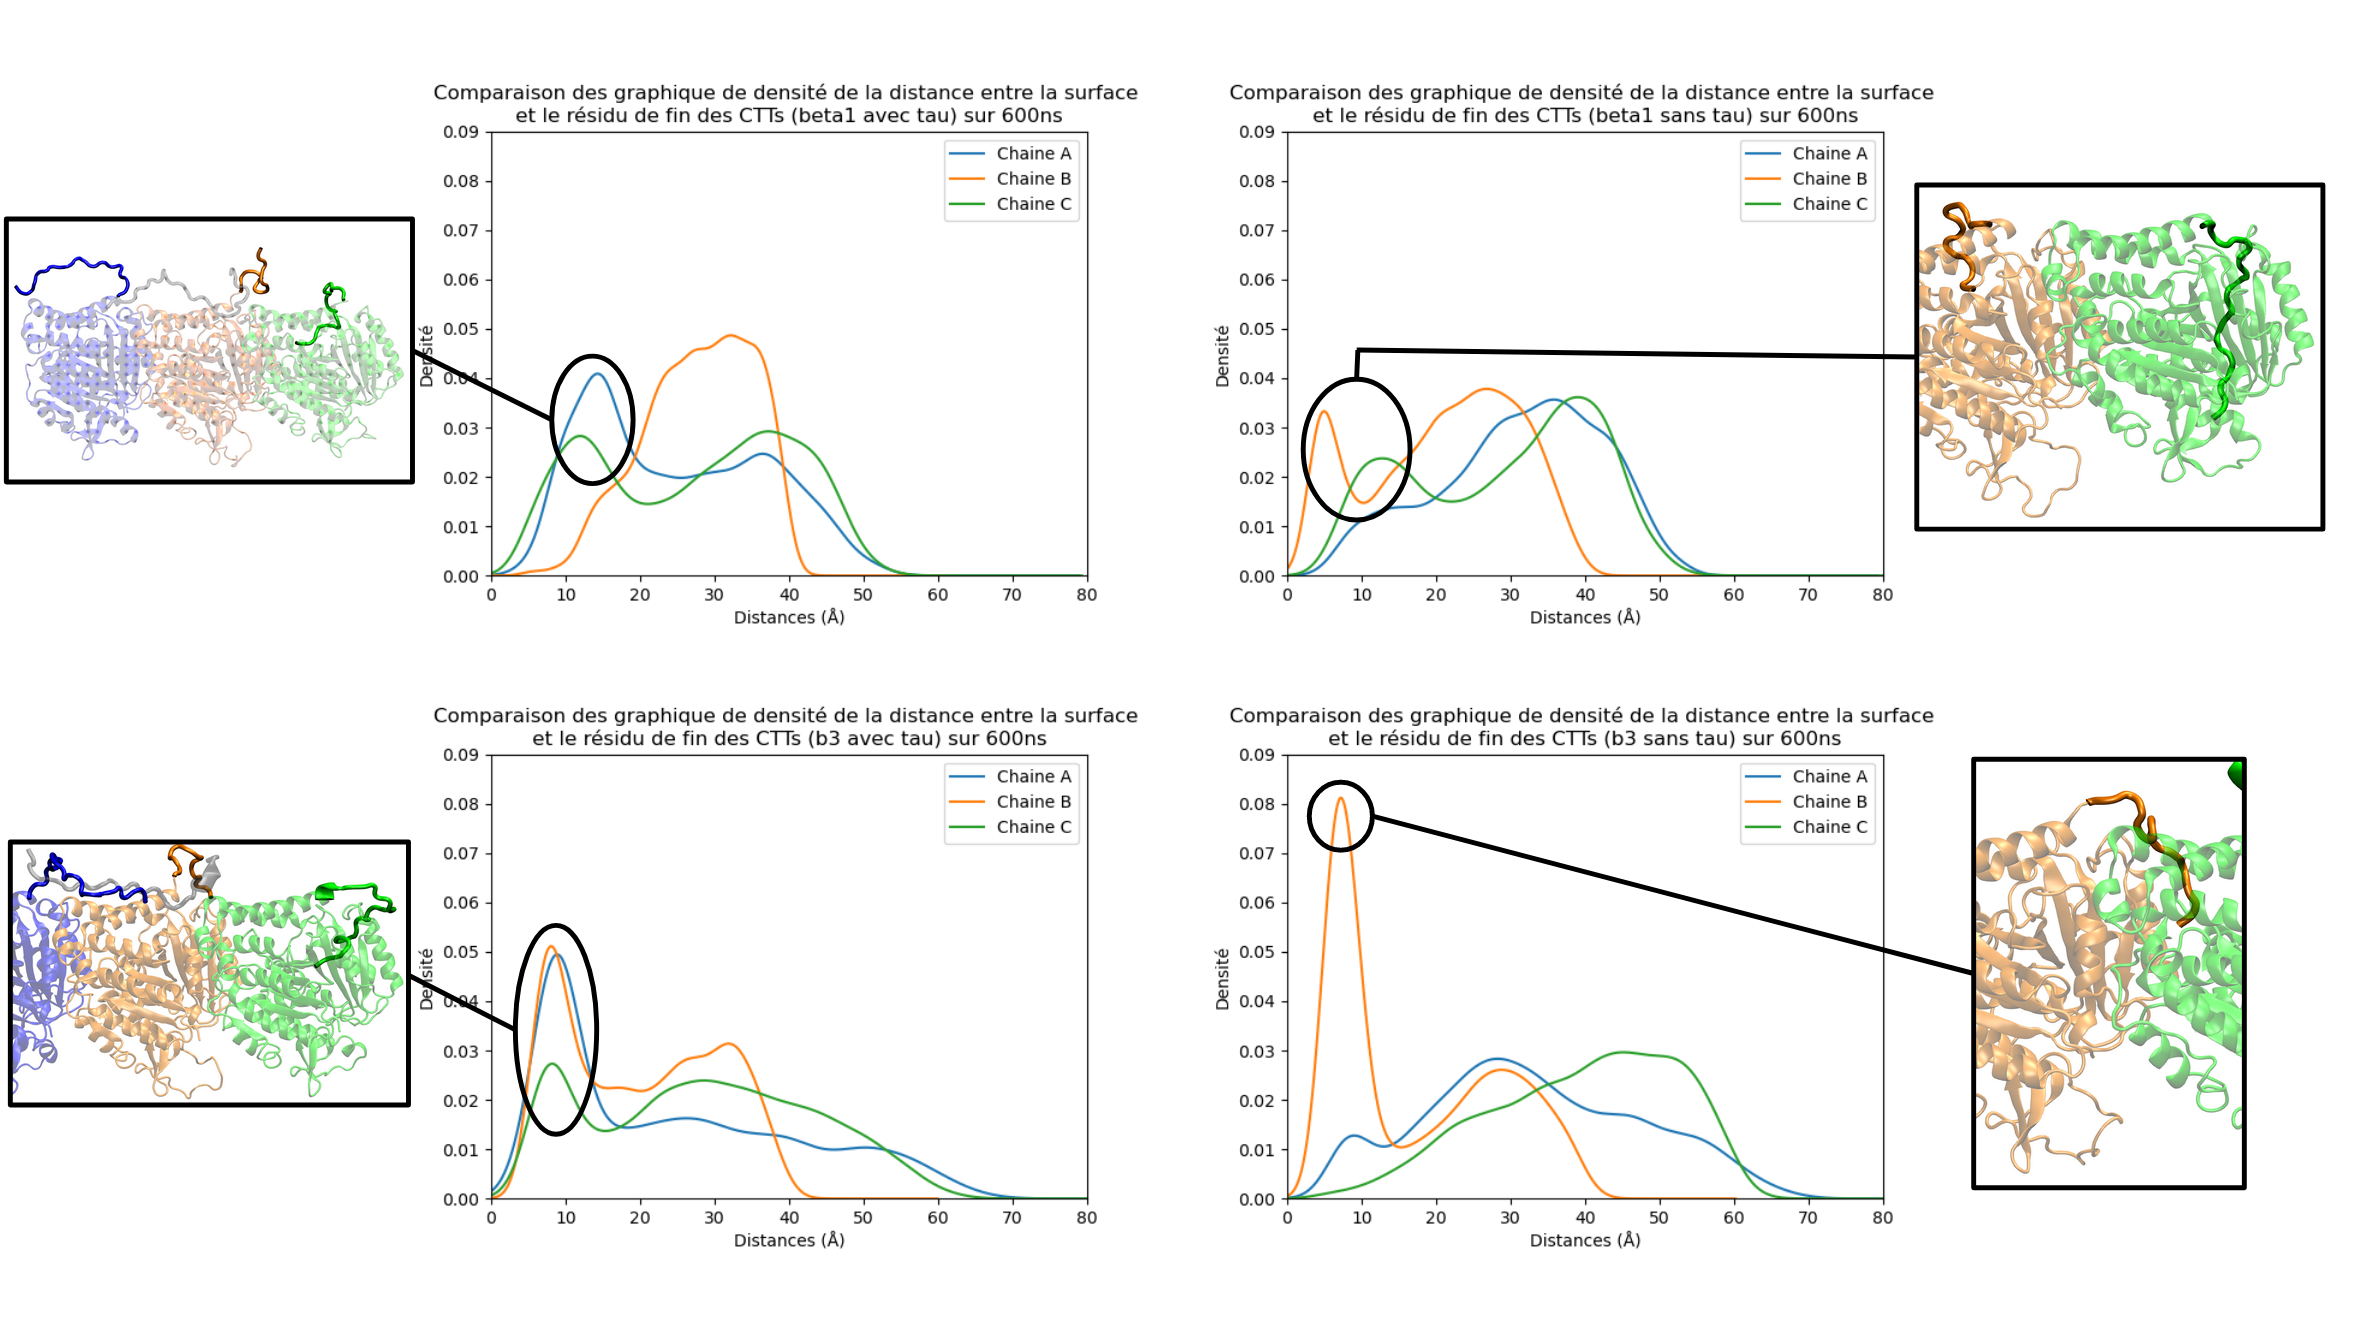 Comparaison des graphique de densité de la distance entre la surface
et le résidu de fin des CTTs (beta1 avec tau) sur 600ns
0.09
0.08
0.07
0.06
0.05
0.04
0.03
0.02
0.01
0.00
Densité
Chaine A
Chaine B
Chaine C
0 10 20 30 40 50 60 70 80
Distances (Å)
Comparaison des graphique de densité de la distance entre la surface
et le résidu de fin des CTTs (beta1 sans tau) sur 600ns
0.09
0.08
0.07
0.06
0.05
0.04
0.03
0.02
0.01
0.00
Densité
Chaine A
Chaine B
Chaine C
0 10 20 30 40 50 60 70 80
Distances (Å)
Comparaison des graphique de densité de la distance entre la surface
et le résidu de fin des CTTs (b3 avec tau) sur 600ns
0.09
0.08
0.07
0.06
0.05
0.04
0.03
0.02
0.01
0.00
Densité
Chaine A
Chaine B
Chaine C
0 10 20 30 40 50 60 70 80
Distances (Å)
Comparaison des graphique de densité de la distance entre la surface
et le résidu de fin des CTTs (b3 sans tau) sur 600ns
0.09
0.08
0.07
0.06
0.05
0.04
0.03
0.02
0.01
0.00
Densité
Chaine A
Chaine B
Chaine C
0 10 20 30 40 50 60 70 80
Distances (Å)